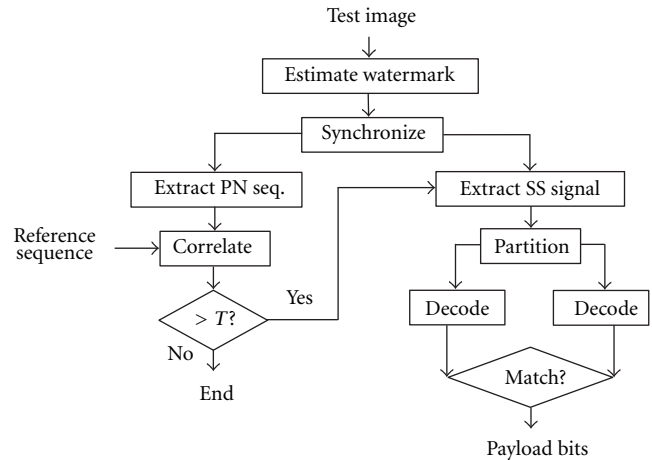 Test image
Estimate watermark
Synchronize
Extract PN seq.
Extract SS signal
Reference
sequence
Correlate
Partition
> T?
Yes
No
End
Decode
Decode
Match?
Payload bits